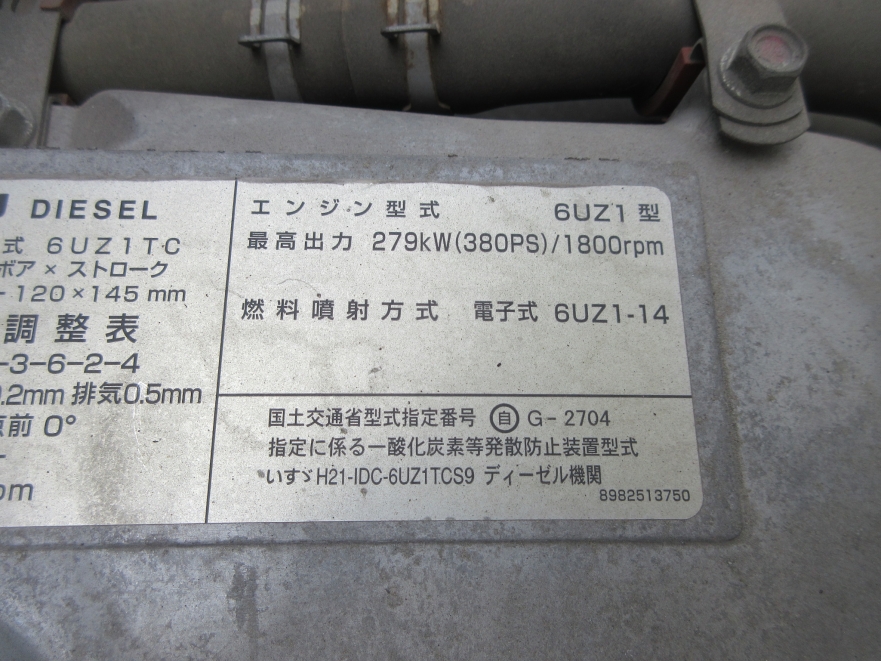 DIESEL
式 6UZ1TC
ボア×ストローク
120×145 mm
調整表
-3-6-2-4
.2mm 排気0.5mm
前 0°
エンジン型式 6UZ1型
最高出力 279kW(380PS)/1800rpm
燃料噴射方式 電子式 6UZ1-14
国土交通省型式指定番号 自 G-2704
指定に係る一酸化炭素等発散防止装置型式
いすゞH21-IDC-6UZ1TCS9 ディーゼル機関
8982513750